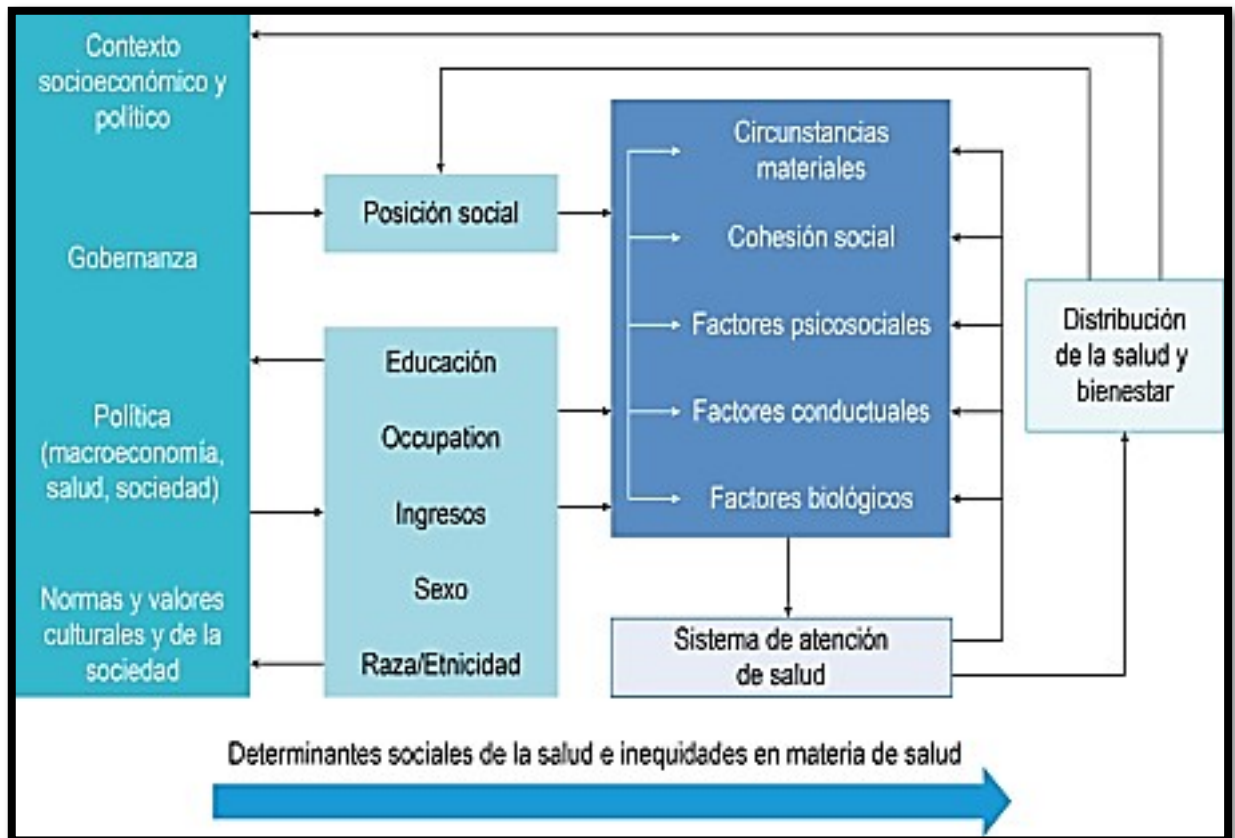 Contexto
socioeconómico y
político
Gobernanza
Política
(macroeconomía,
salud, sociedad)
Normas y valores
culturales y de la
sociedad
Posición social
Educación
Occupation
Ingresos
Sexo
Raza/Etnicidad
Circunstancias
materiales
Cohesión social
Factores psicosociales
Factores conductuales
Factores biológicos
Sistema de atención
de salud
Distribución
de la salud y
bienestar
Determinantes sociales de la salud e inequidades en materia de salud